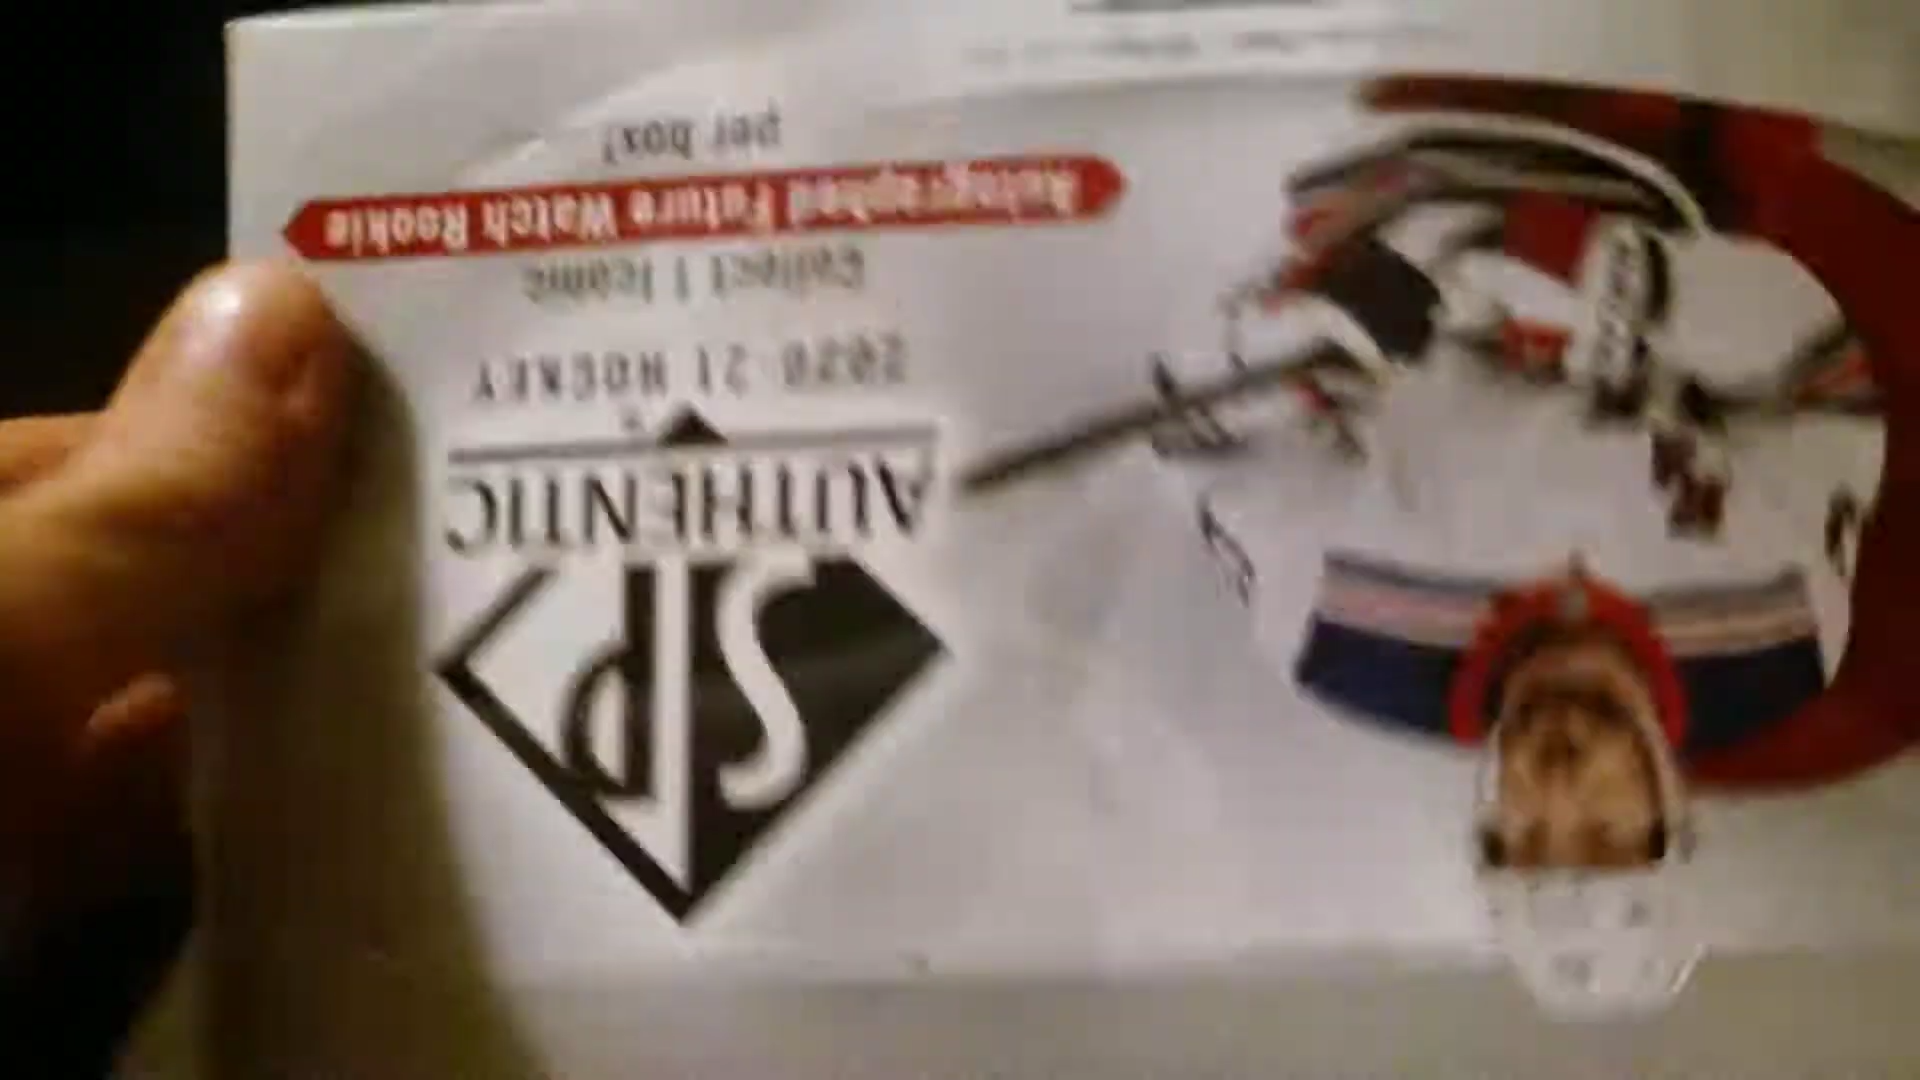 SP
AUTHENTIC
2020-21 HOCKEY
Collect 1 Iconic
Autographed Future Watch Rookie
per box!